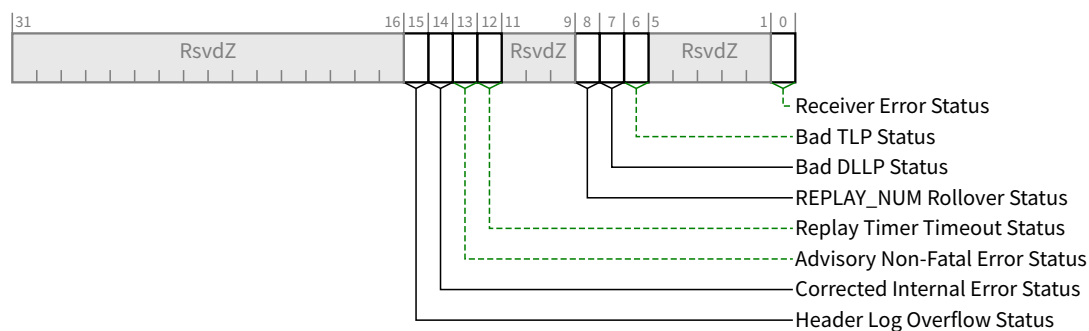 31 16 15 14 13 12 11 9 8 7 6 5 1 0
RsvdZ RsvdZ RsvdZ
Receiver Error Status
Bad TLP Status
Bad DLLP Status
REPLAY_NUM Rollover Status
Replay Timer Timeout Status
Advisory Non-Fatal Error Status
Corrected Internal Error Status
Header Log Overflow Status